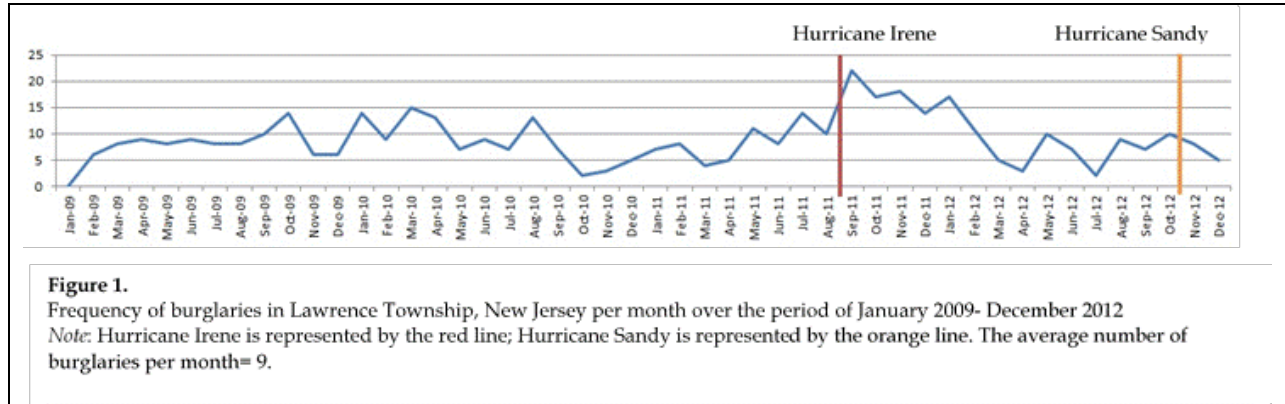 Hurricane Irene Hurricane Sandy
25
20
15
10
5
0
Jan-09 Feb-09 Mar-09 Apr-09 May-09 Jun-09 Jul-09 Aug-09 Sep-09 Oct-09 Nov-09 Dec-09 Jan-10 Feb-10 Mar-10 Apr-10 May-10 Jun-10 Jul-10 Aug-10 Sep-10 Oct-10 Nov-10 Dec-10 Jan-11 Feb-11 Mar-11 Apr-11 May-11 Jun-11 Jul-11 Aug-11 Sep-11 Oct-11 Nov-11 Dec-11 Jan-12 Feb-12 Mar-12 Apr-12 May-12 Jun-12 Jul-12 Aug-12 Sep-12 Oct-12 Nov-12 Dec-12
Figure 1.
Frequency of burglaries in Lawrence Township, New Jersey per month over the period of January 2009- December 2012
Note: Hurricane Irene is represented by the red line; Hurricane Sandy is represented by the orange line. The average number of
burglaries per month= 9.